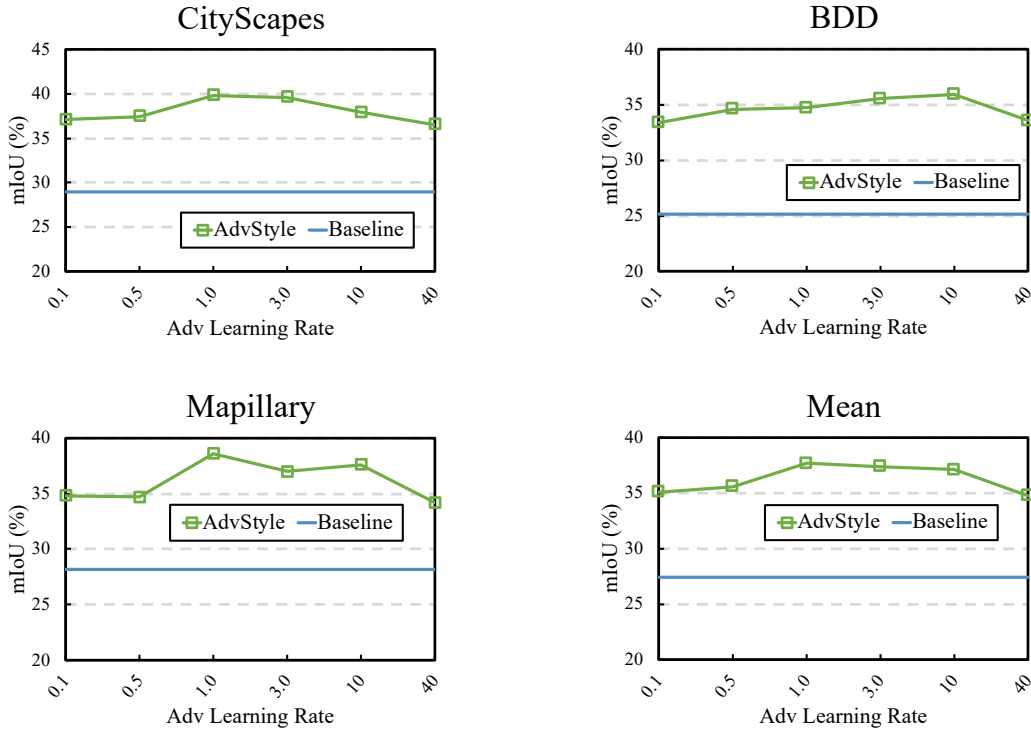 CityScapes
45
40
35
30
25
20
mIoU (%)
AdvStyle Baseline
0.1 0.5 1.0 3.0 10 40
Adv Learning Rate
BDD
40
35
30
25
20
mIoU (%)
AdvStyle Baseline
0.1 0.5 1.0 3.0 10 40
Adv Learning Rate
Mapillary
40
35
30
25
20
mIoU (%)
AdvStyle Baseline
0.1 0.5 1.0 3.0 10 40
Adv Learning Rate
Mean
40
35
30
25
20
mIoU (%)
AdvStyle Baseline
0.1 0.5 1.0 3.0 10 40
Adv Learning Rate